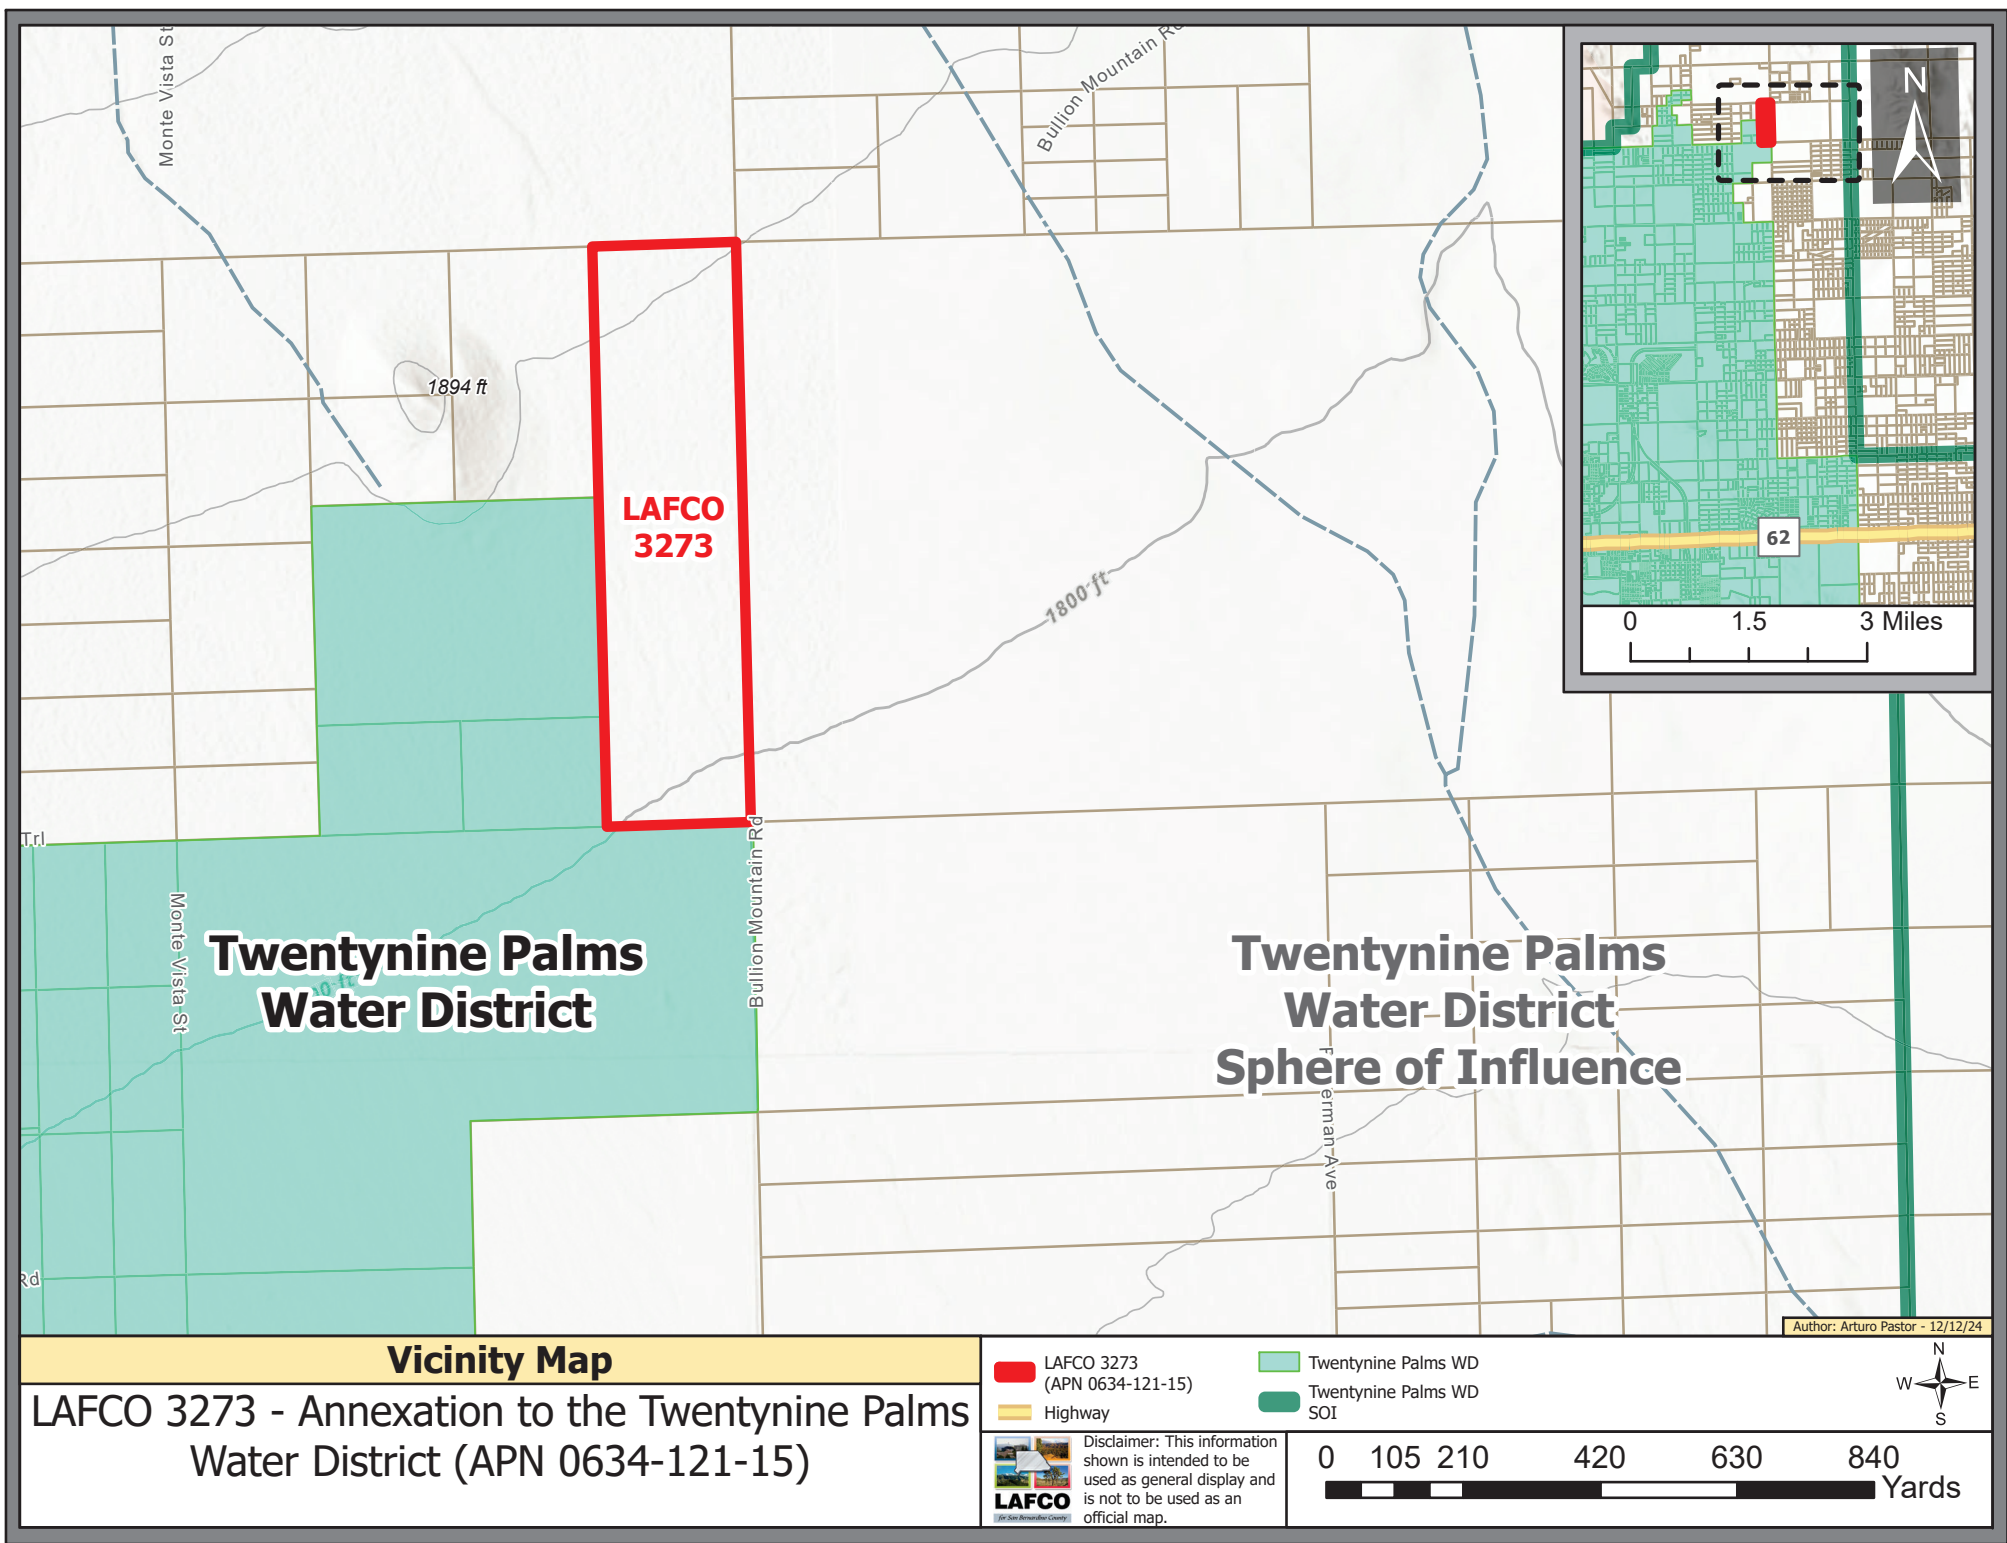 Monte Vista St
Bullion Mountain Rd
N
1894 ft
LAFCO
3273
62
0 1.5 3 Miles
1800 ft
Trl
Monte Vista St
Bullion Mountain Rd
Twentynine Palms
Water District
Twentynine Palms
Water District
Sphere of Influence
Rd
Author: Arturo Pastor - 12/12/24
Vicinity Map
LAFCO 3273 - Annexation to the Twentynine Palms
Water District (APN 0634-121-15)
LAFCO 3273
(APN 0634-121-15)
Highway
Twentynine Palms WD
Twentynine Palms WD
SOI
N
W E
S
LAFCO
for San Bernardino County
Disclaimer: This information
shown is intended to be
used as general display and
is not to be used as an
official map.
0 105 210 420 630 840
Yards